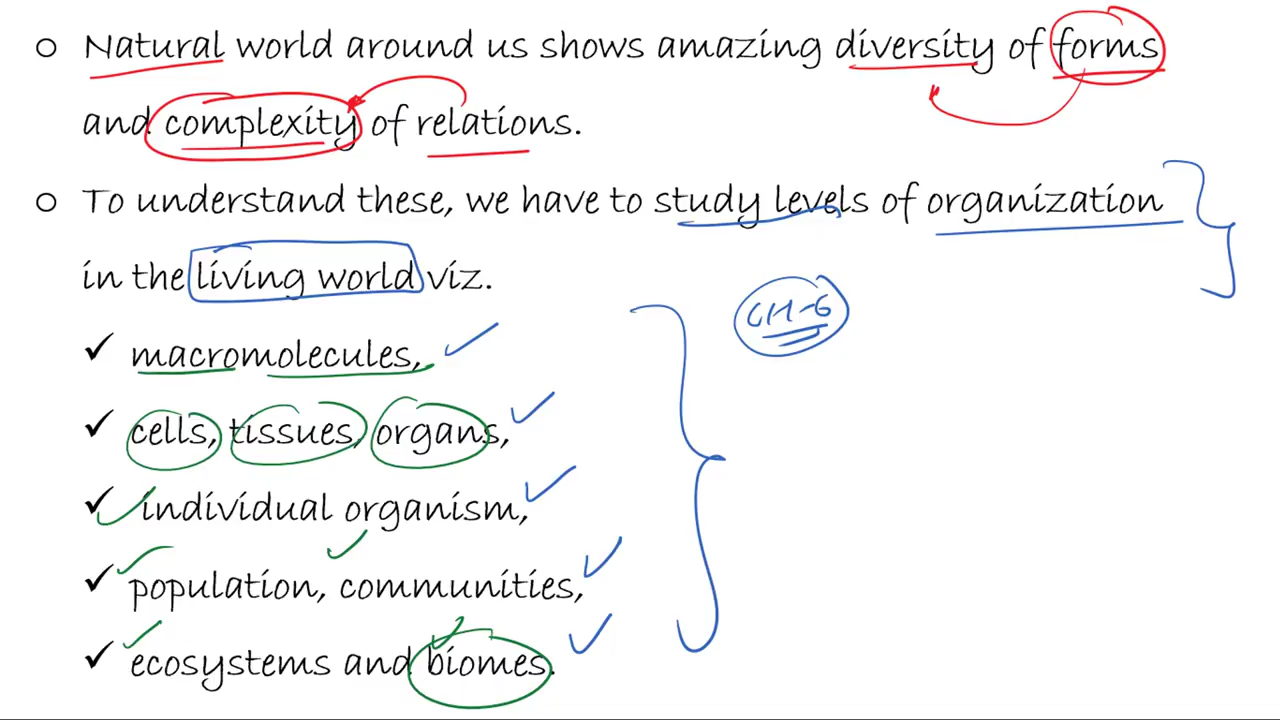 ○ Natural world around us shows amazing diversity of forms
and complexity of relations.
○ To understand these, we have to study levels of organization
in the living world viz.
CH-6
✓ macromolecules,
✓ cells, tissues, organs,
✓ individual organism,
✓ population, communities,
✓ ecosystems and biomes.